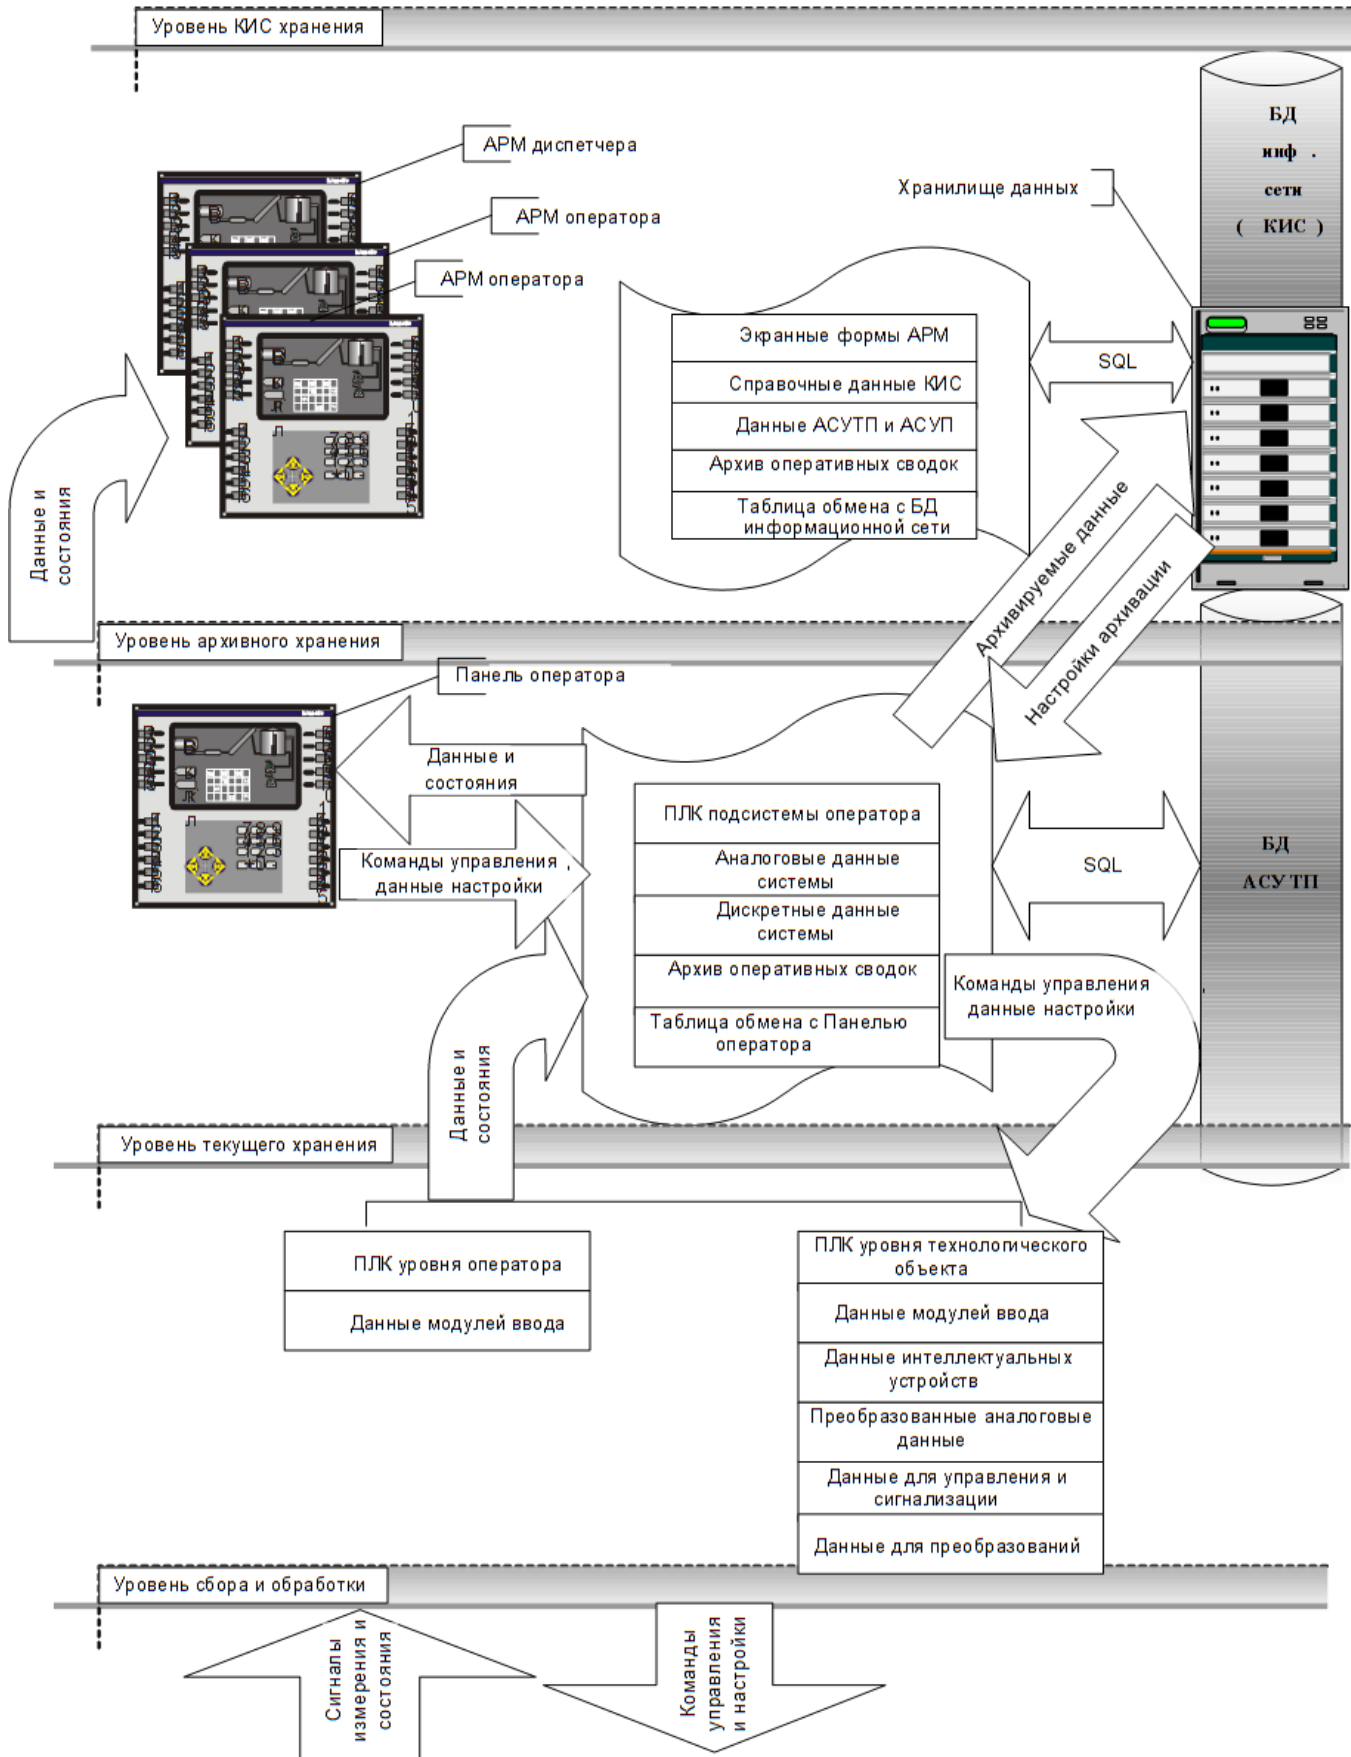 Уровень КИС хранения
АРМ диспетчера
АРМ оператора
АРМ оператора
Хранилище данных
БД
инф .
сети
( КИС )
Экранные формы АРМ
Справочные данные КИС
Данные АСУТП и АСУП
Архив оперативных сводок
Таблица обмена с БД
информационной сети
SQL
Данные и
состояния
Архивируемые данные
Настройки архивации
Уровень архивного хранения
Панель оператора
Данные и
состояния
Команды управления ,
данные настройки
ПЛК подсистемы оператора
Аналоговые данные
системы
Дискретные данные
системы
Архив оперативных сводок
Таблица обмена с Панелью
оператора
SQL
БД
АСУ ТП
Команды управления
данные настройки
Данные и
состояния
Уровень текущего хранения
ПЛК уровня оператора
Данные модулей ввода
ПЛК уровня технологического
объекта
Данные модулей ввода
Данные интеллектуальных
устройств
Преобразованные аналоговые
данные
Данные для управления и
сигнализации
Данные для преобразований
Уровень сбора и обработки
Сигналы
измерения и
состояния
Команды
управления
и настройки